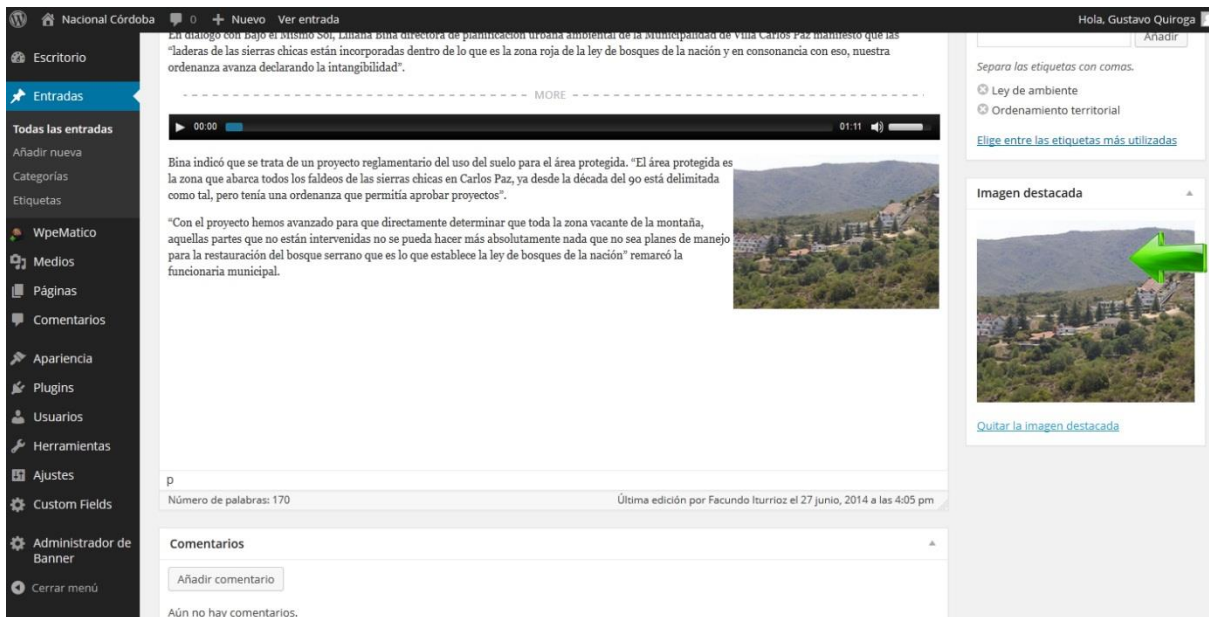 Nacional Córdoba 0 + Nuevo Ver entrada Hola, Gustavo Quiroga
Escritorio
Entradas
Todas las entradas
Añadir nueva
Categorías
Etiquetas
WpeMatico
Medios
Páginas
Comentarios
Apariencia
Plugins
Usuarios
Herramientas
Ajustes
Custom Fields
Administrador de
Banner
Cerrar menú
En diálogo con Bajo el Mismo Sol, Liliana Bina directora de planificación urbana ambiental de la Municipalidad de Villa Carlos Paz manifestó que las
“laderas de las sierras chicas están incorporadas dentro de lo que es la zona roja de la ley de bosques de la nación y en consonancia con eso, nuestra
ordenanza avanza declarando la intangibilidad”.
MORE
00:00 01:11
Bina indicó que se trata de un proyecto reglamentario del uso del suelo para el área protegida. “El área protegida es
la zona que abarca todos los faldeos de las sierras chicas en Carlos Paz, ya desde la década del 90 está delimitada
como tal, pero tenía una ordenanza que permitía aprobar proyectos”.
“Con el proyecto hemos avanzado para que directamente determinar que toda la zona vacante de la montaña,
aquellas partes que no están intervenidas no se pueda hacer más absolutamente nada que no sea planes de manejo
para la restauración del bosque serrano que es lo que establece la ley de bosques de la nación” remarcó la
funcionaria municipal.
p
Número de palabras: 170 Última edición por Facundo Iturrioz el 27 junio, 2014 a las 4:05 pm
Comentarios
Añadir comentario
Aún no hay comentarios.
Añadir
Separa las etiquetas con comas.
Ley de ambiente
Ordenamiento territorial
Elige entre las etiquetas más utilizadas
Imagen destacada
Quitar la imagen destacada